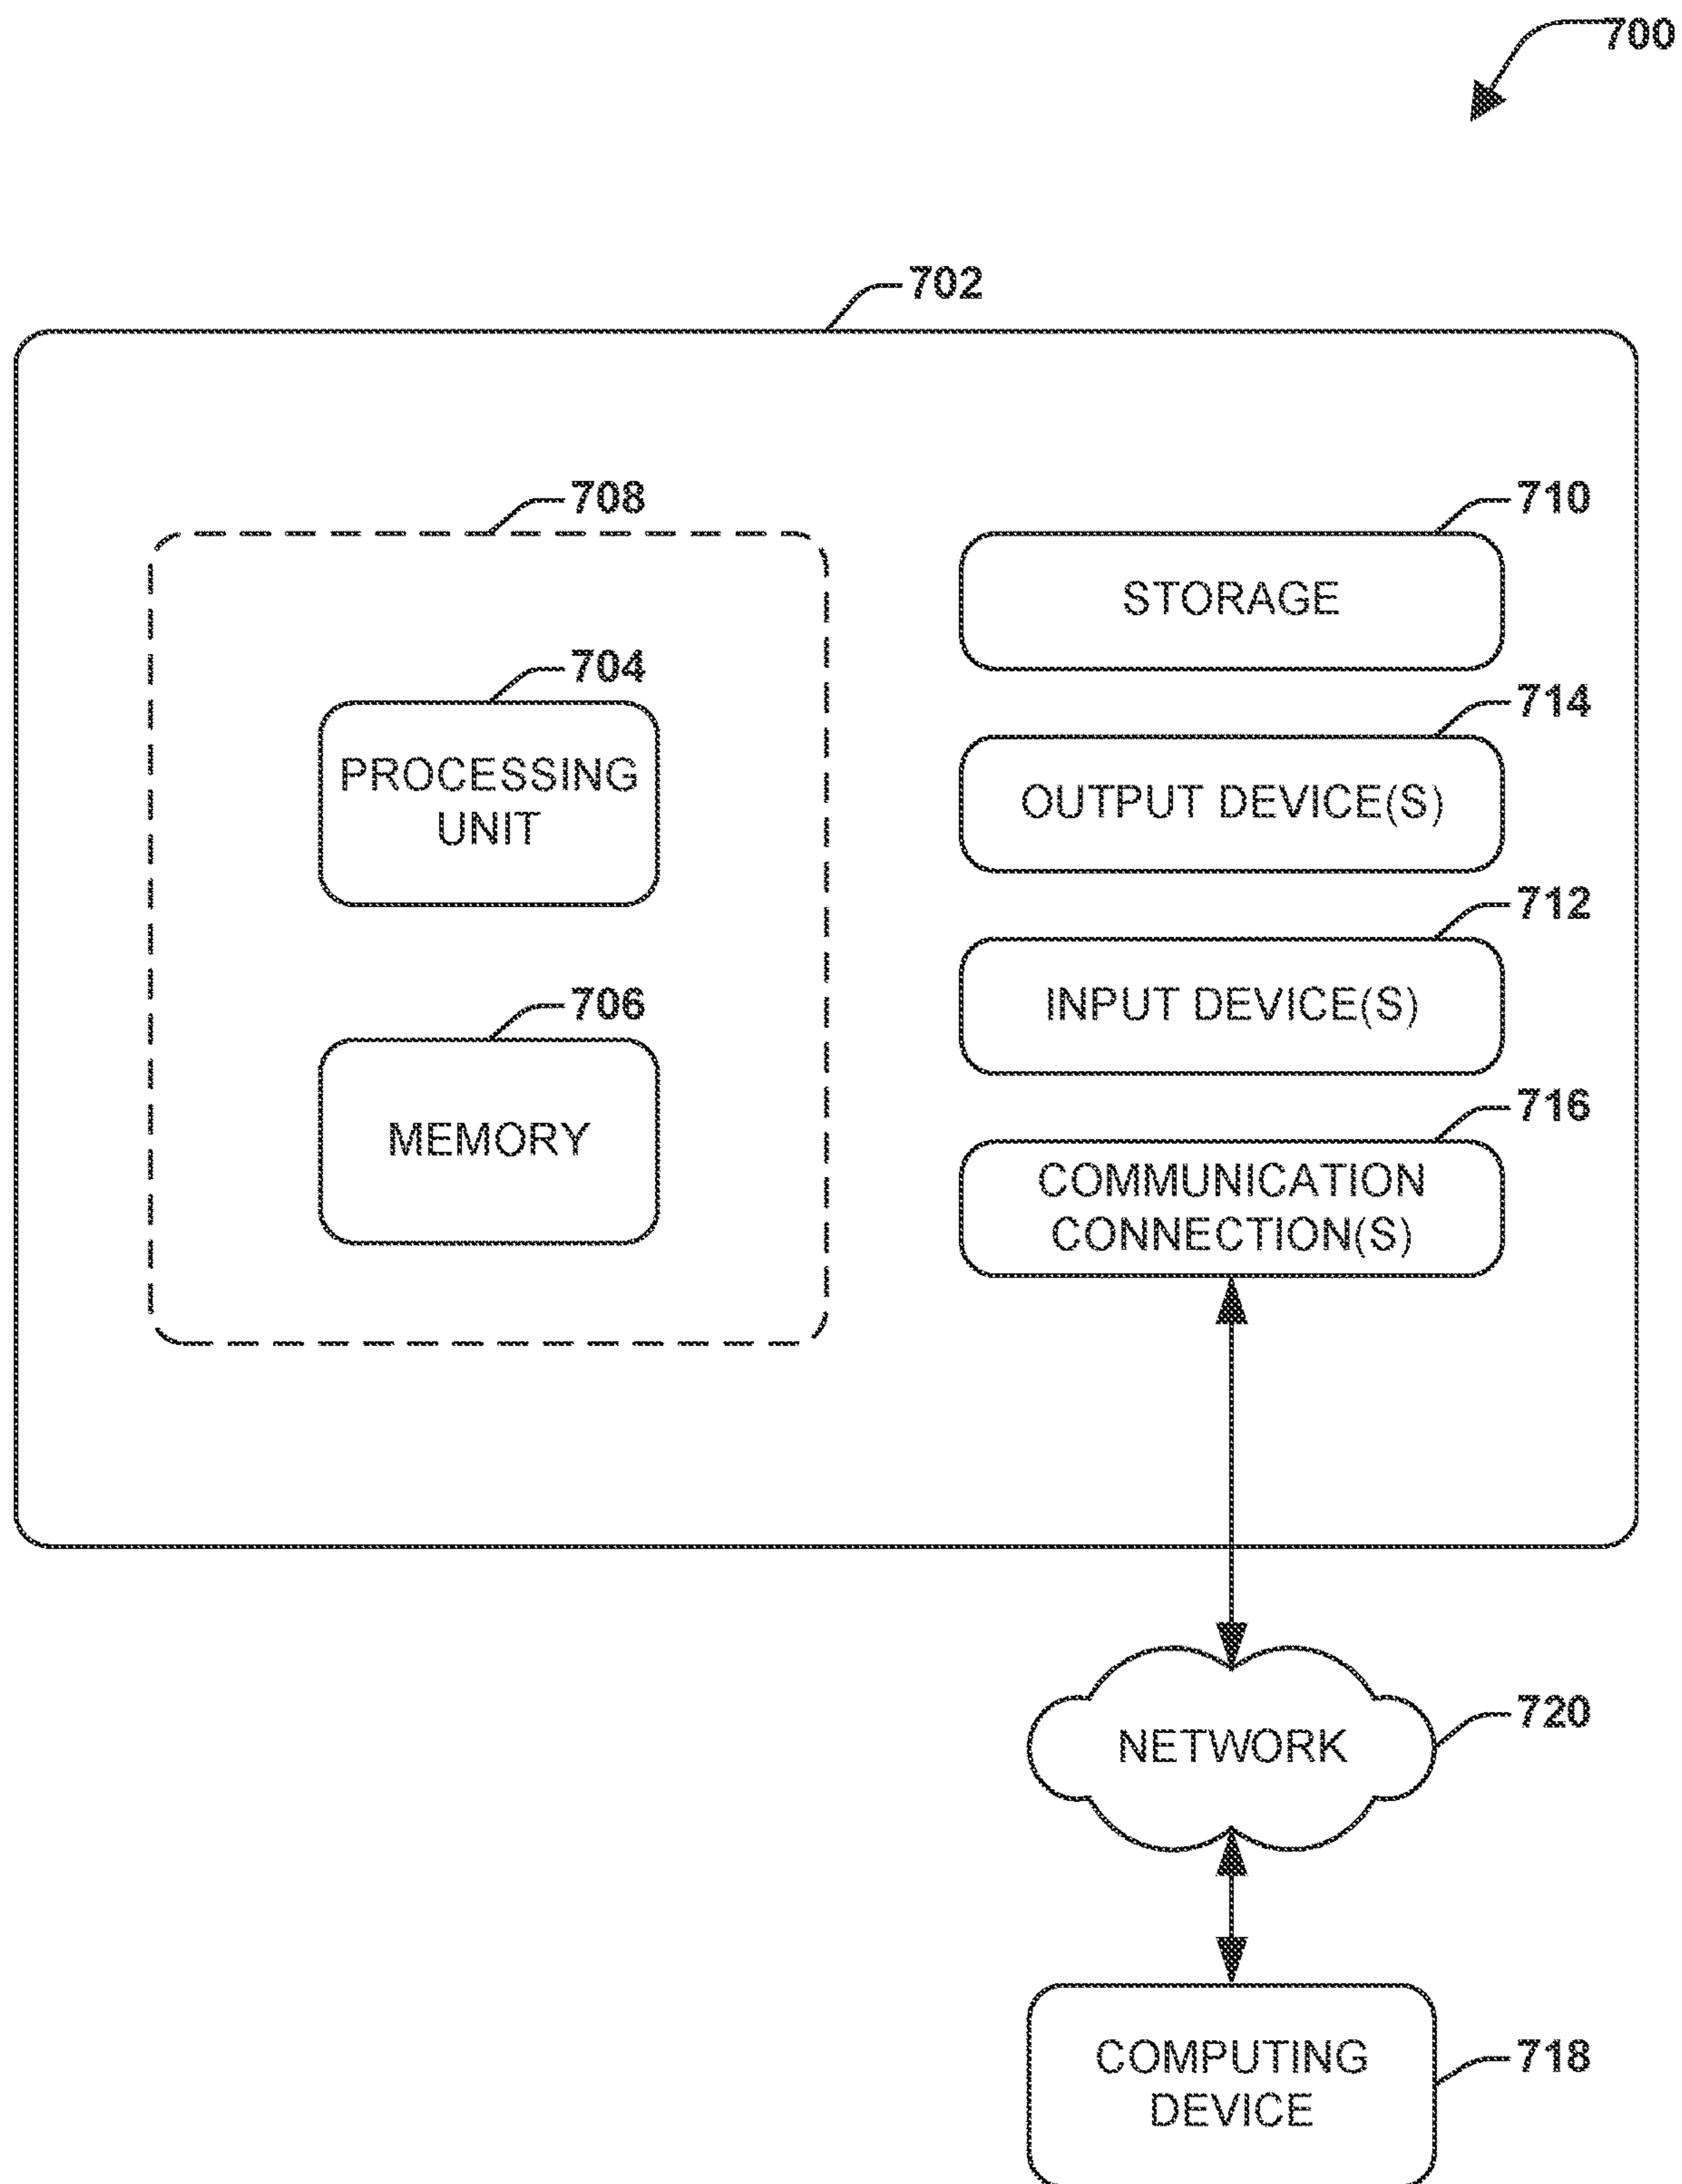 700
702
708
710
STORAGE
704
714
PROCESSING
UNIT
OUTPUT DEVICE(S)
712
INPUT DEVICE(S)
706
MEMORY
716
COMMUNICATION
CONNECTION(S)
720
NETWORK
718
COMPUTING
DEVICE